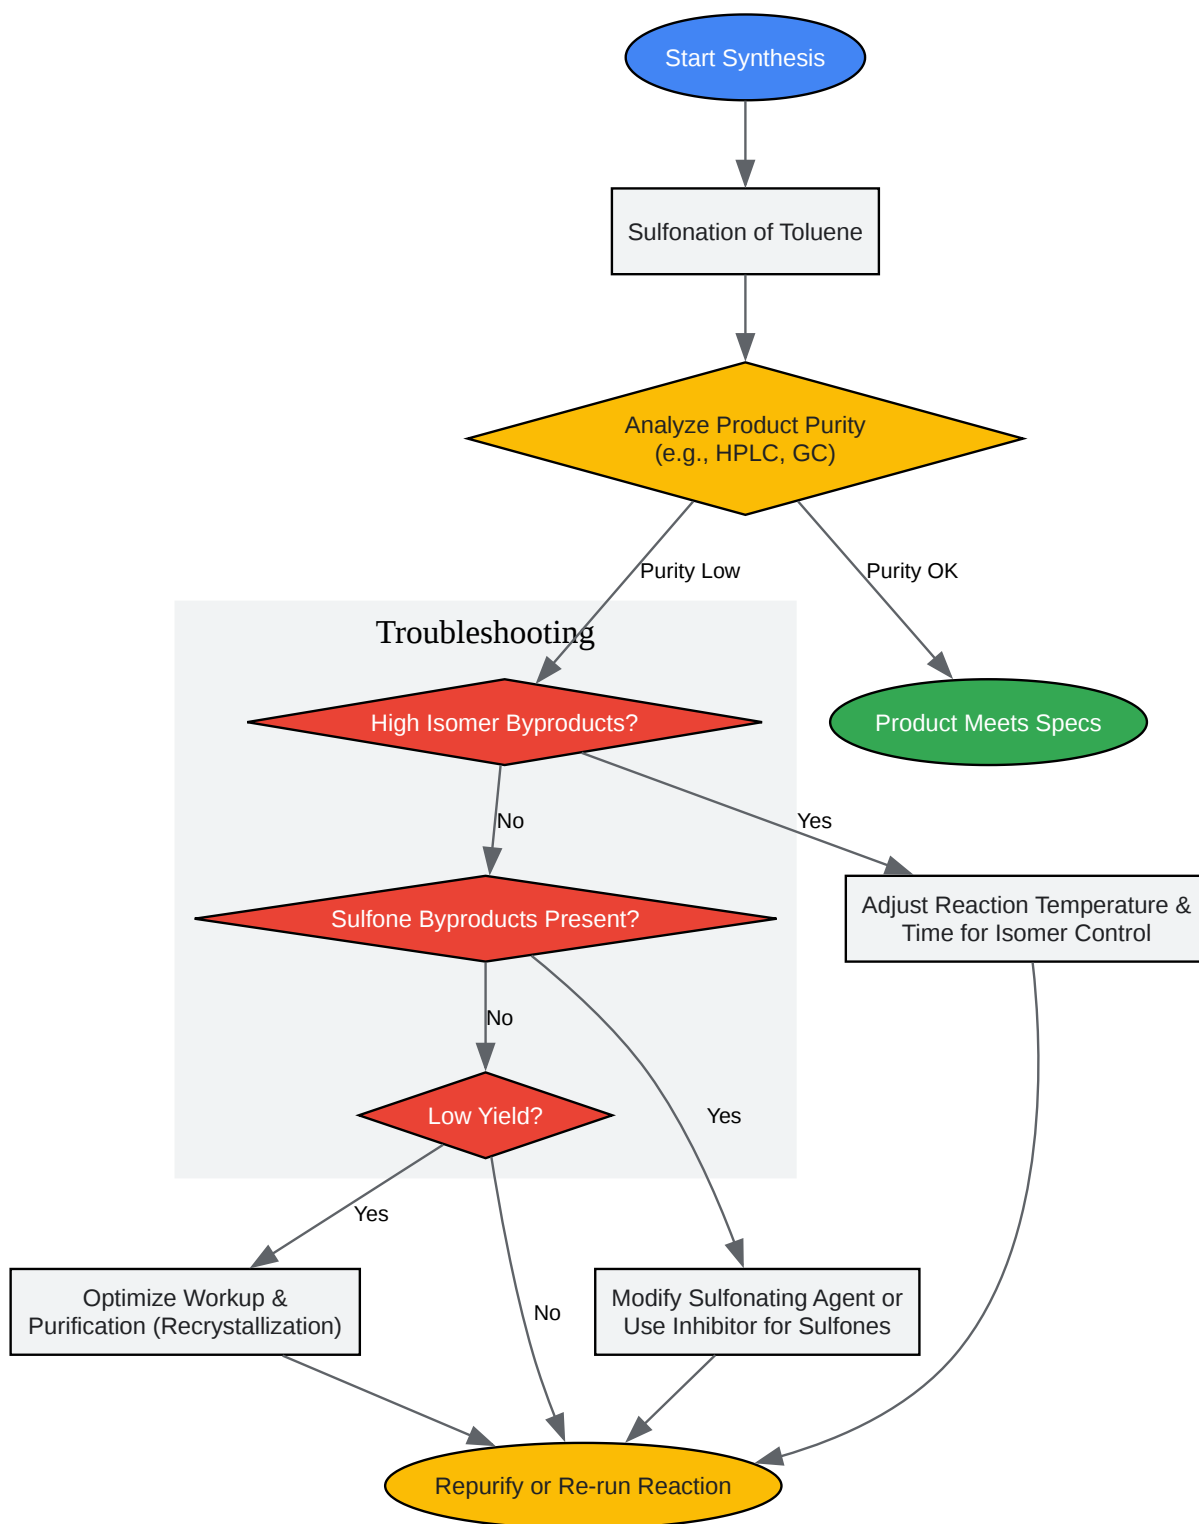 Start Synthesis
Sulfonation of Toluene
Analyze Product Purity
(e.g., HPLC, GC)
Purity Low
Purity OK
Troubleshooting
High Isomer Byproducts?
Product Meets Specs
No
Yes
Sulfone Byproducts Present?
Adjust Reaction Temperature &
Time for Isomer Control
No
Low Yield?
Yes
Yes
Optimize Workup &
Purification (Recrystallization)
No
Modify Sulfonating Agent or
Use Inhibitor for Sulfones
Repurify or Re-run Reaction